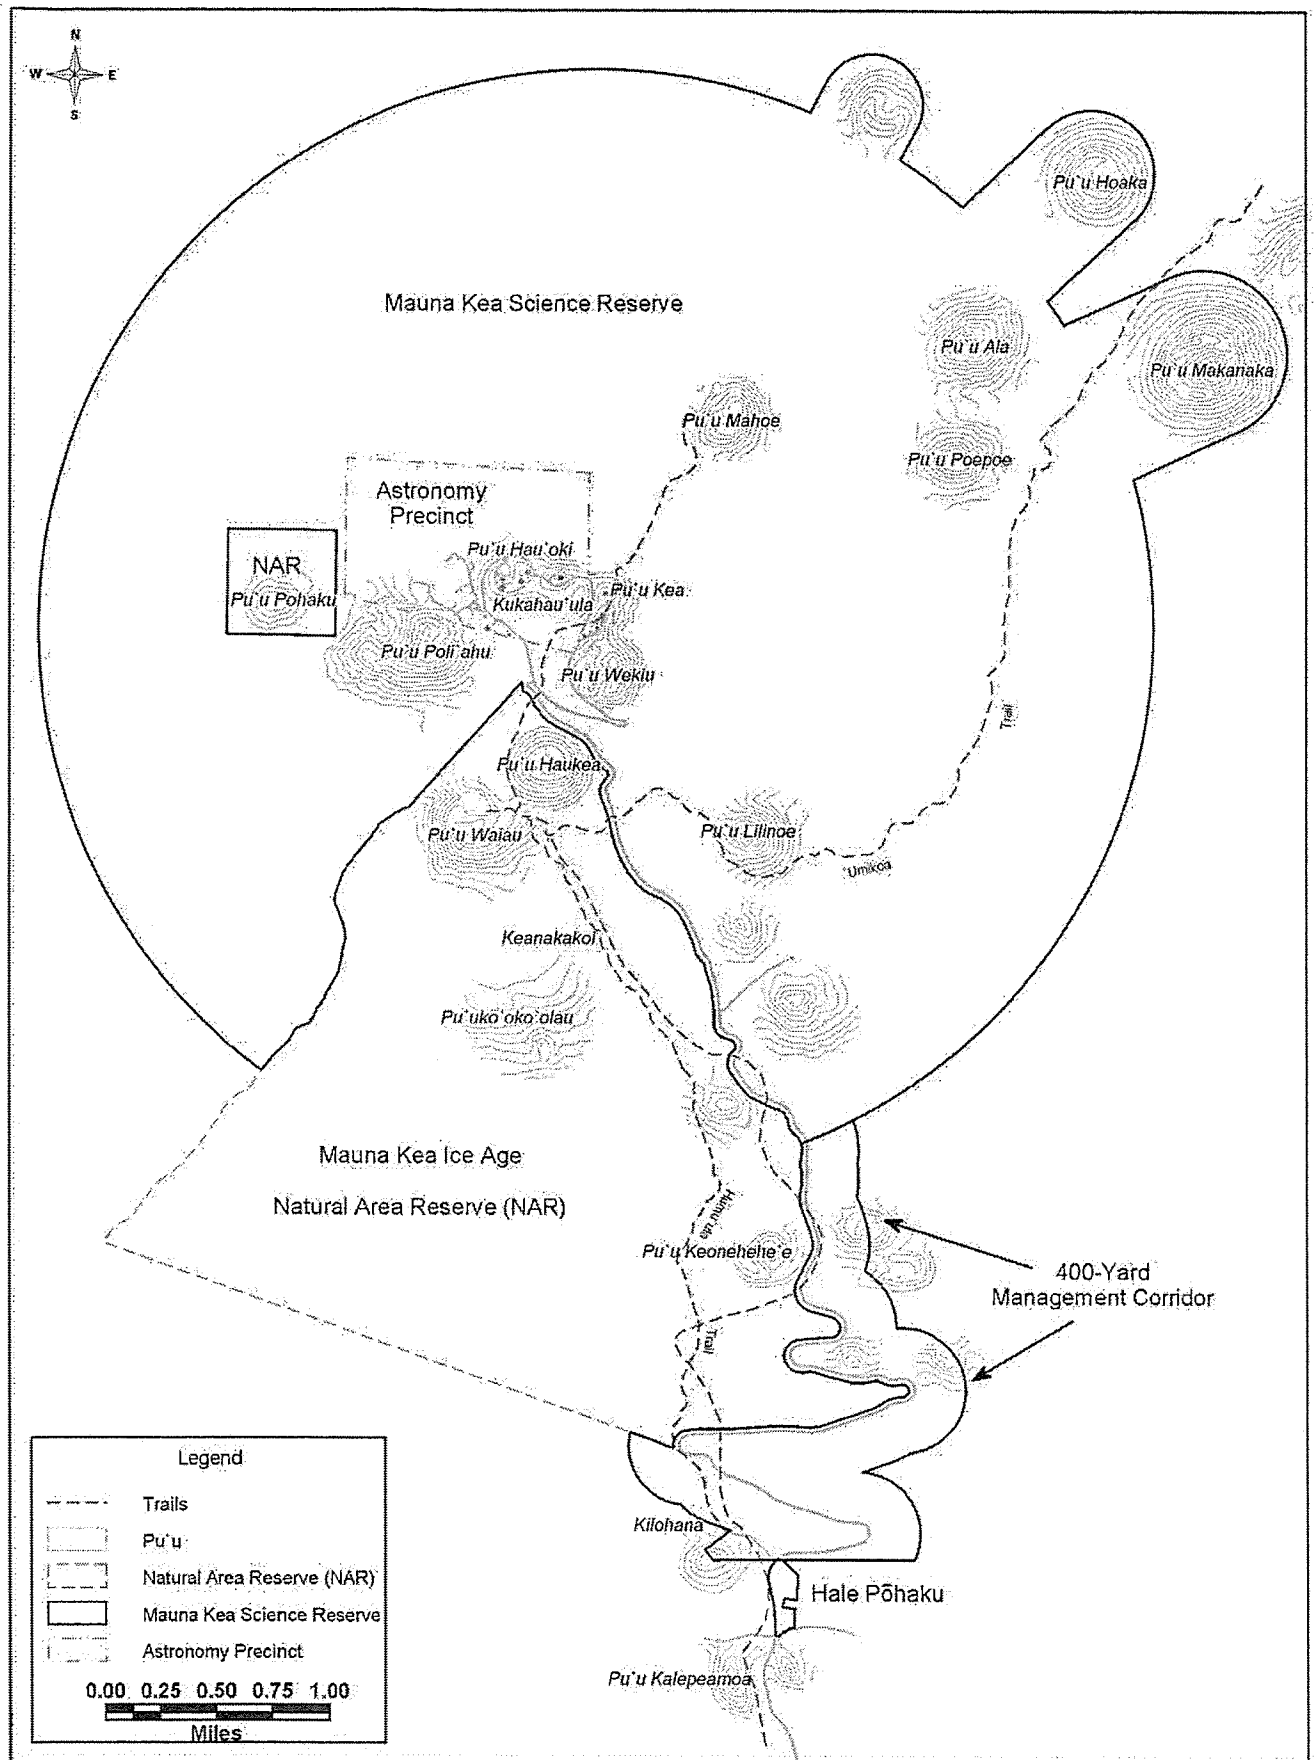 N
W E
S
Pu`u Hoaka
Mauna Kea Science Reserve
Pu`u Ala
Pu`u Makanaka
Pu`u Mahoe
Pu`u Poepoe
Astronomy
Precinct
Pu`u Hau`oki
NAR
Pu`u Pohaku
Pu`u Kea
Kukahau`ula
Pu`u Poli`ahu
Pu`u Wekiu
Trail
Pu`u Haukea
Pu`u Waiau
Pu`u Lilinoe
Umikoa
Keanakakoi
Pu`uko`oko`olau
Mauna Kea Ice Age
Natural Area Reserve (NAR)
Humu`ula
Pu`u Keonehehe`e
400-Yard
Management Corridor
Trail
Kilohana
Hale Pōhaku
Pu`u Kalepeamoa
Legend
Trails
Pu`u
Natural Area Reserve (NAR)
Mauna Kea Science Reserve
Astronomy Precinct
0.00 0.25 0.50 0.75 1.00
Miles